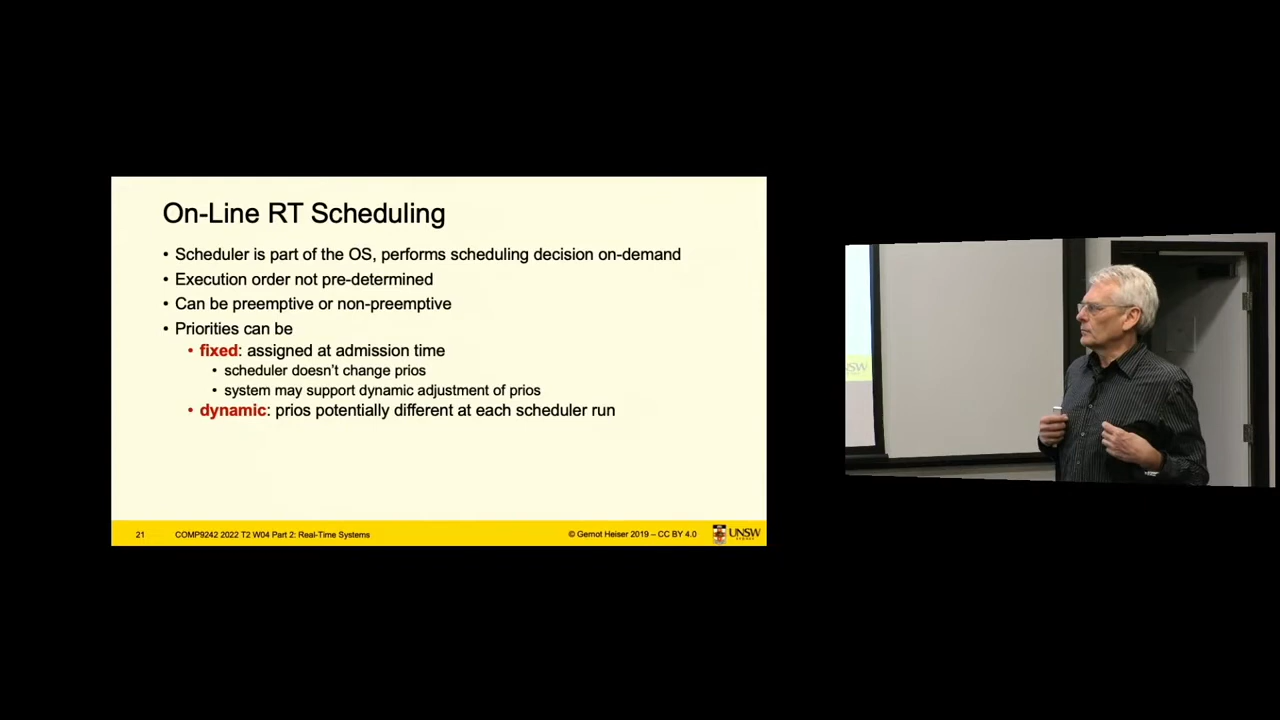 On-Line RT Scheduling
• Scheduler is part of the OS, performs scheduling decision on-demand
• Execution order not pre-determined
• Can be preemptive or non-preemptive
• Priorities can be
• fixed: assigned at admission time
• scheduler doesn't change prios
• system may support dynamic adjustment of prios
• dynamic: prios potentially different at each scheduler run
21 COMP9242 2022 T2 W04 Part 2: Real-Time Systems © Gernot Heiser 2019 – CC BY 4.0 UNSW